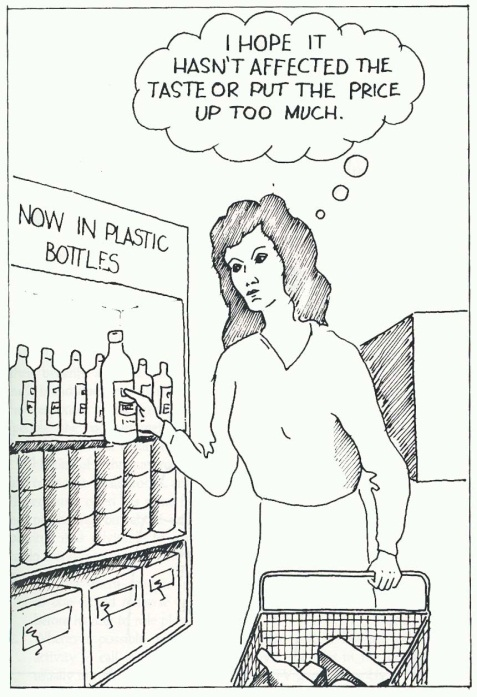 I HOPE IT
HASN'T AFFECTED THE
TASTE OR PUT THE PRICE
UP TOO MUCH.
NOW IN PLASTIC
BOTTLES